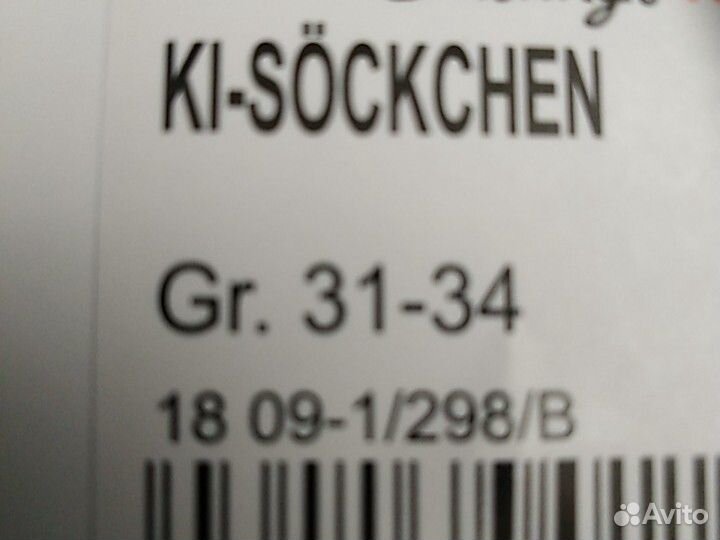 KI-SÖCKCHEN
Gr. 31-34
18 09-1/298/B
Avito